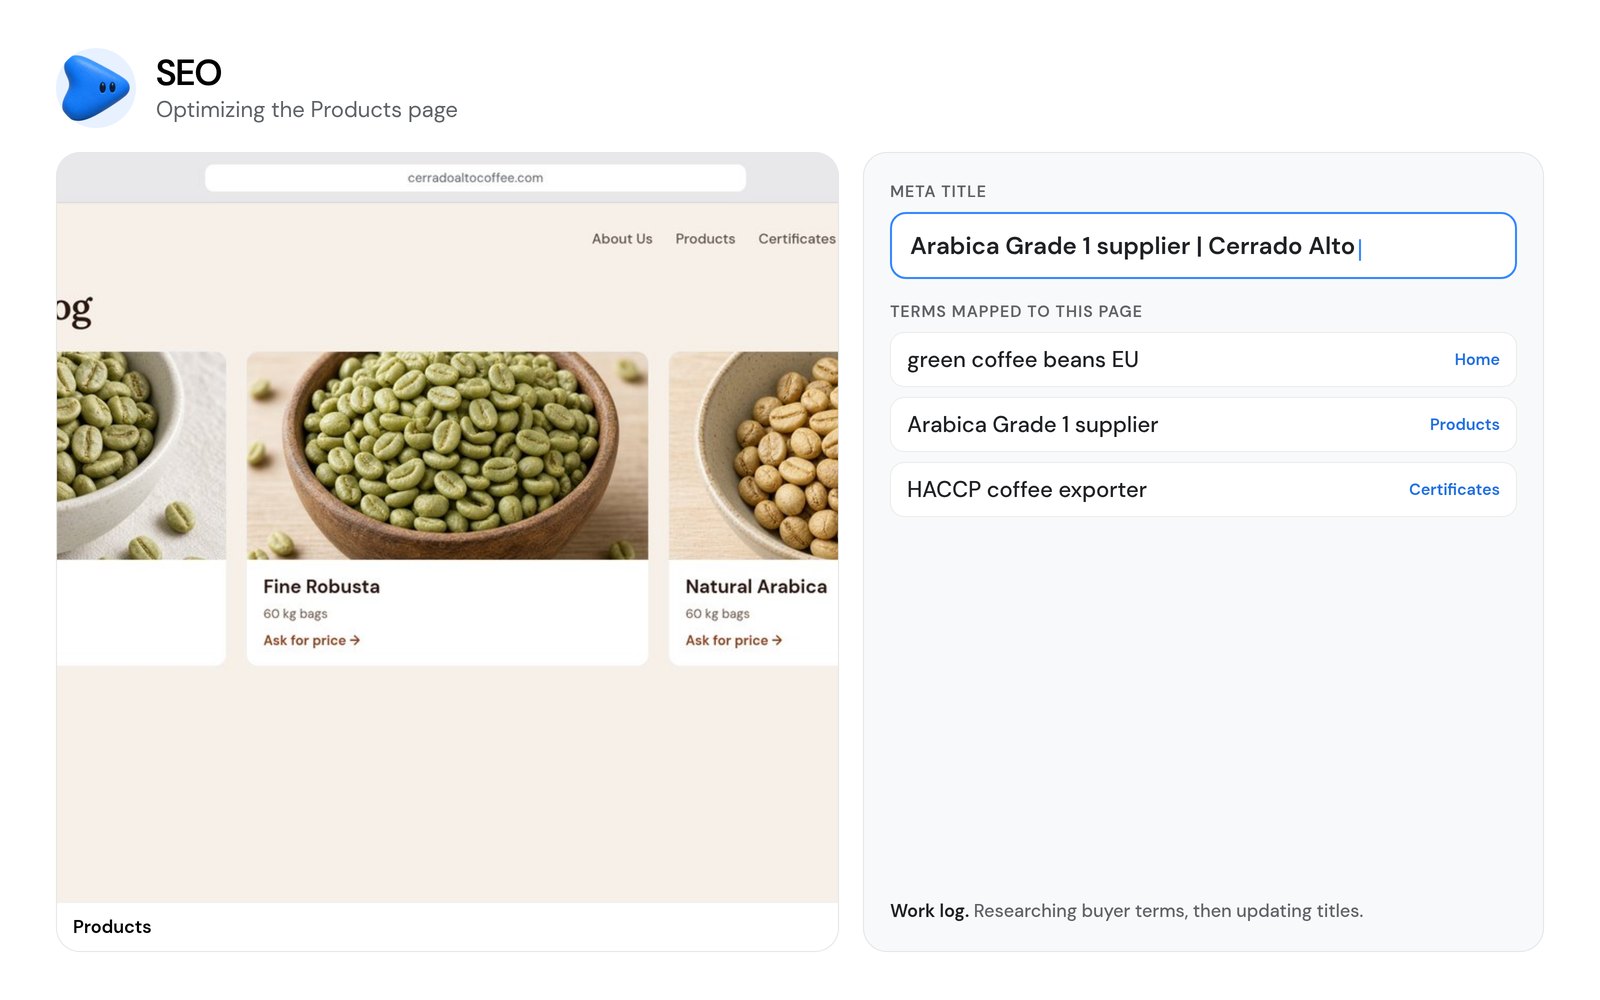 SEO
Optimizing the Products page
cerradoaltocoffee.com
About Us Products Certificates
og
Fine Robusta
60 kg bags
Ask for price →
Natural Arabica
60 kg bags
Ask for price →
Products
META TITLE
Arabica Grade 1 supplier | Cerrado Alto
TERMS MAPPED TO THIS PAGE
green coffee beans EU Home
Arabica Grade 1 supplier Products
HACCP coffee exporter Certificates
Work log. Researching buyer terms, then updating titles.